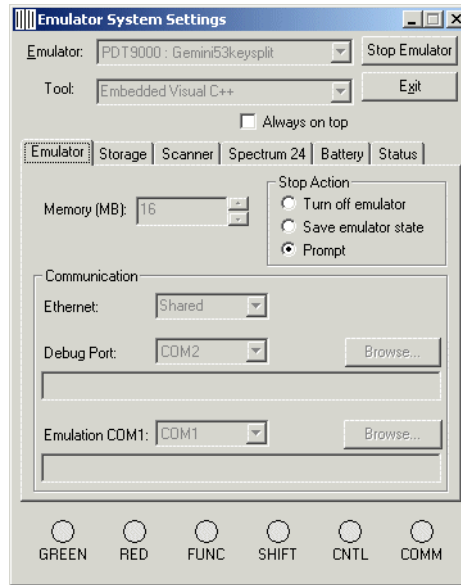 Emulator System Settings
Emulator: PDT9000 : Gemini53keysplit Stop Emulator
Tool: Embedded Visual C++ Exit
Always on top
Emulator Storage Scanner Spectrum 24 Battery Status
Stop Action
Memory (MB): 16 Turn off emulator
Save emulator state
Prompt
Communication
Ethernet: Shared
Debug Port: COM2 Browse...
Emulation COM1: COM1 Browse...
GREEN RED FUNC SHIFT CNTL COMM